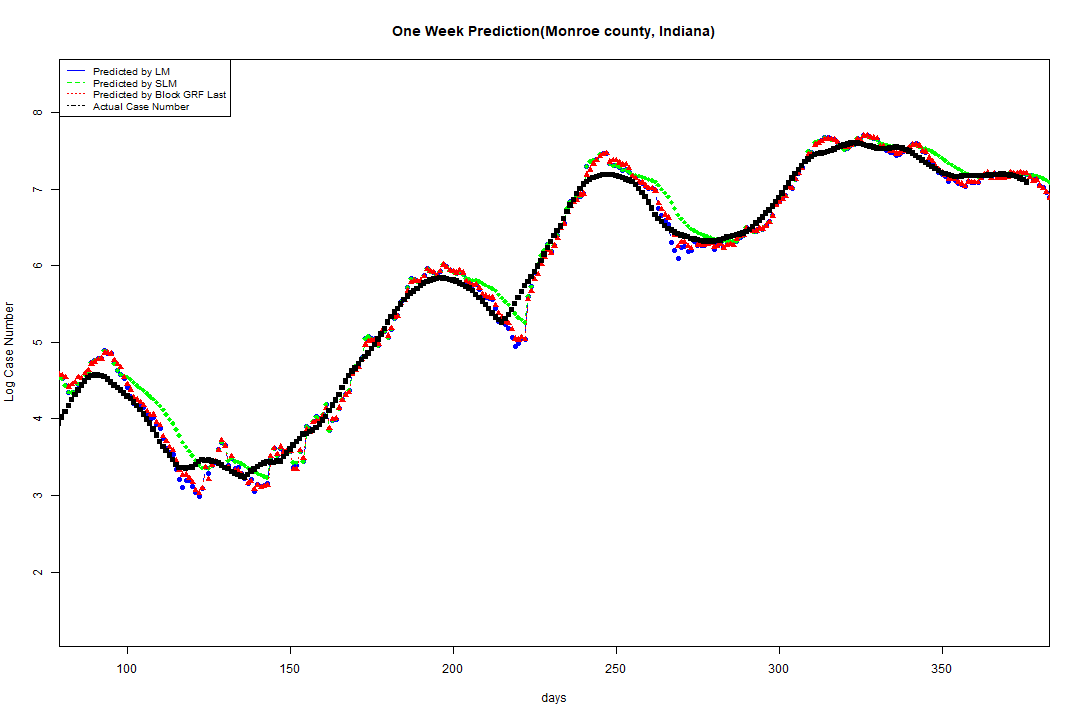 One Week Prediction(Monroe county, Indiana)
Predicted by LM
Predicted by SLM
Predicted by Block GRF Last
Actual Case Number
8
7
6
5
4
3
2
Log Case Number
100 150 200 250 300 350
days